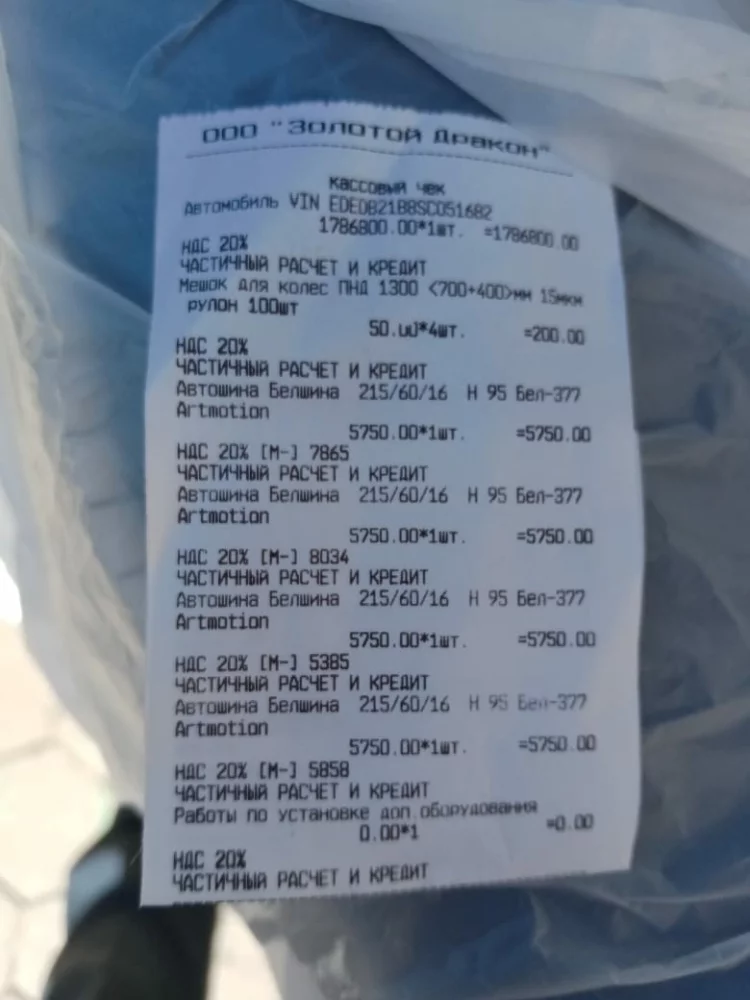 ООО "Золотой Дракон"
Кассовый чек
Автомобиль VIN EDEDB21B8SC051682
1786800.00*1шт. =1786800.00
НДС 20%
ЧАСТИЧНЫЙ РАСЧЕТ И КРЕДИТ
Мешок для колес ПНД 1300 <700+400>мм 15мкм
рулон 100шт
50.00*4шт. =200.00
НДС 20%
ЧАСТИЧНЫЙ РАСЧЕТ И КРЕДИТ
Автошина Белшина 215/60/16 Н 95 Бел-377
Artmotion
5750.00*1шт. =5750.00
НДС 20% [М-] 7865
ЧАСТИЧНЫЙ РАСЧЕТ И КРЕДИТ
Автошина Белшина 215/60/16 Н 95 Бел-377
Artmotion
5750.00*1шт. =5750.00
НДС 20% [М-] 8034
ЧАСТИЧНЫЙ РАСЧЕТ И КРЕДИТ
Автошина Белшина 215/60/16 Н 95 Бел-377
Artmotion
5750.00*1шт. =5750.00
НДС 20% [М-] 5385
ЧАСТИЧНЫЙ РАСЧЕТ И КРЕДИТ
Автошина Белшина 215/60/16 Н 95 Бел-377
Artmotion
5750.00*1шт. =5750.00
НДС 20% [М-] 5858
ЧАСТИЧНЫЙ РАСЧЕТ И КРЕДИТ
Работы по установке доп.оборудования
0.00*1 =0.00
НДС 20%
ЧАСТИЧНЫЙ РАСЧЕТ И КРЕДИТ